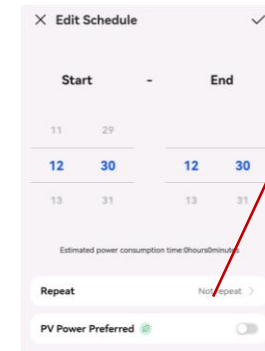 × Edit Schedule ✓
Start - End
11 29
12 30 12 30
13 31 13 31
Estimated power consumption time:0hours0minutes
Repeat Not repeat >
PV Power Preferred